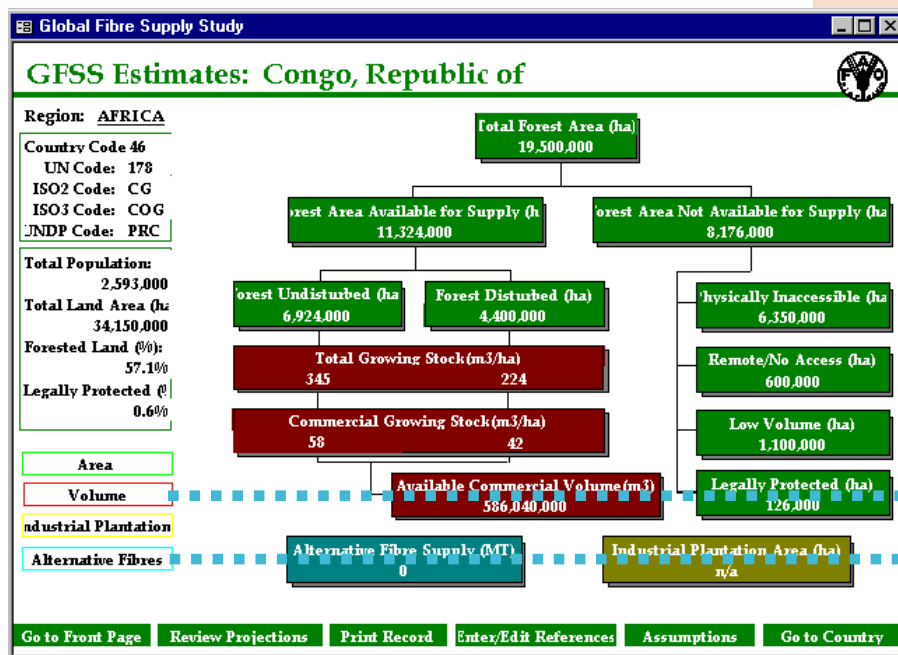 Global Fibre Supply Study
GFSS Estimates: Congo, Republic of
FAO
Region: AFRICA
Country Code 46
UN Code: 178
ISO2 Code: CG
ISO3 Code: COG
UNDP Code: PRC
Total Population:
2,593,000
Total Land Area (ha
34,150,000
Forested Land (%):
57.1%
Legally Protected (%
0.6%
Area
Volume
ndustrial Plantation
Alternative Fibres
Total Forest Area (ha)
19,500,000
orest Area Available for Supply (h
11,324,000
orest Area Not Available for Supply (ha
8,176,000
orest Undisturbed (ha
6,924,000
Forest Disturbed (ha)
4,400,000
Total Growing Stock(m3/ha)
345 224
Commercial Growing Stock(m3/ha)
58 42
Available Commercial Volume(m3)
586,040,000
Physically Inaccessible (ha
6,350,000
Remote/No Access (ha)
600,000
Low Volume (ha)
1,100,000
Legally Protected (ha)
126,000
Alternative Fibre Supply (MT)
0
Industrial Plantation Area (ha)
n/a
Go to Front Page Review Projections Print Record Enter/Edit References Assumptions Go to Country